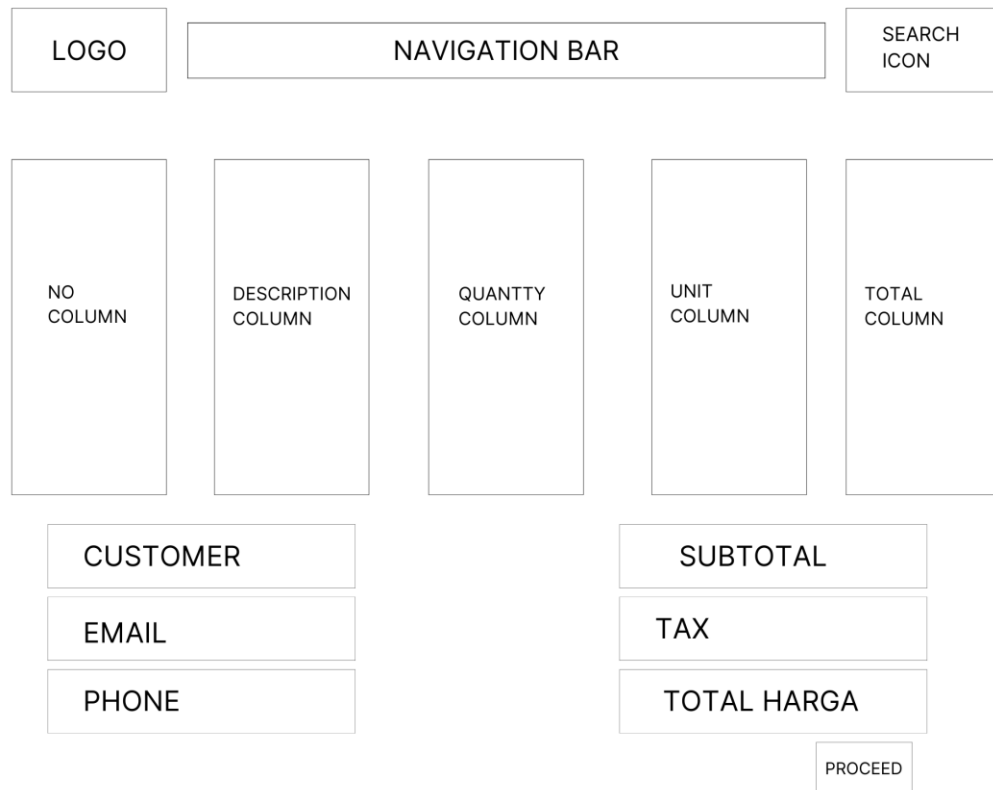 LOGO
NAVIGATION BAR
SEARCH
ICON
NO
COLUMN
DESCRIPTION
COLUMN
QUANTTY
COLUMN
UNIT
COLUMN
TOTAL
COLUMN
CUSTOMER
EMAIL
PHONE
SUBTOTAL
TAX
TOTAL HARGA
PROCEED